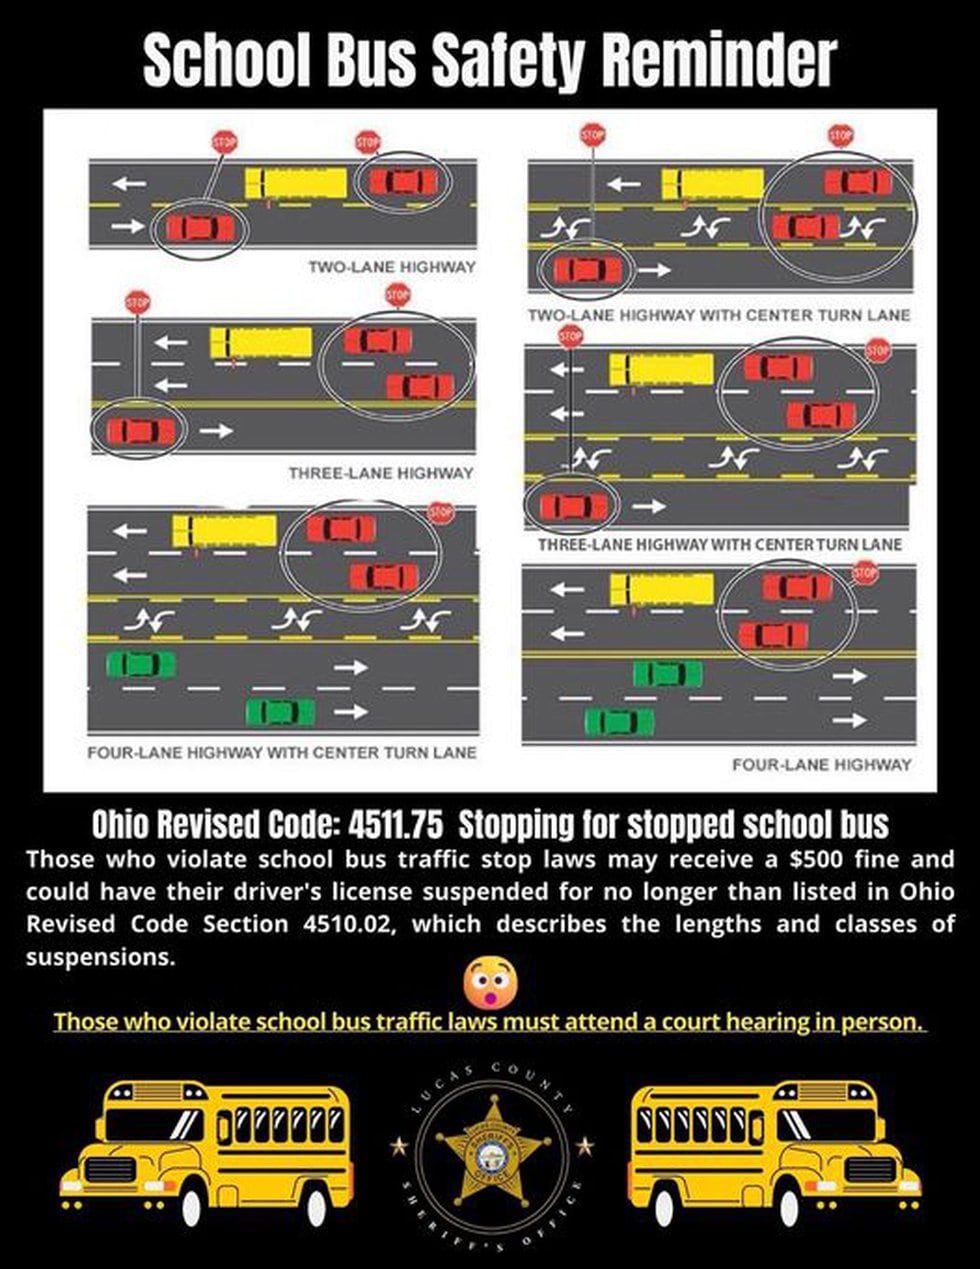 School Bus Safety Reminder
STOP
STOP
TWO-LANE HIGHWAY
STOP
STOP
TWO-LANE HIGHWAY WITH CENTER TURN LANE
STOP
STOP
THREE-LANE HIGHWAY
STOP
STOP
THREE-LANE HIGHWAY WITH CENTER TURN LANE
STOP
FOUR-LANE HIGHWAY WITH CENTER TURN LANE
STOP
FOUR-LANE HIGHWAY
Ohio Revised Code: 4511.75 Stopping for stopped school bus
Those who violate school bus traffic stop laws may receive a $500 fine and
could have their driver's license suspended for no longer than listed in Ohio
Revised Code Section 4510.02, which describes the lengths and classes of
suspensions.
Those who violate school bus traffic laws must attend a court hearing in person.
LUCAS COUNTY
SHERIFF'S
OFFICE
SHERIFF'S OFFICE